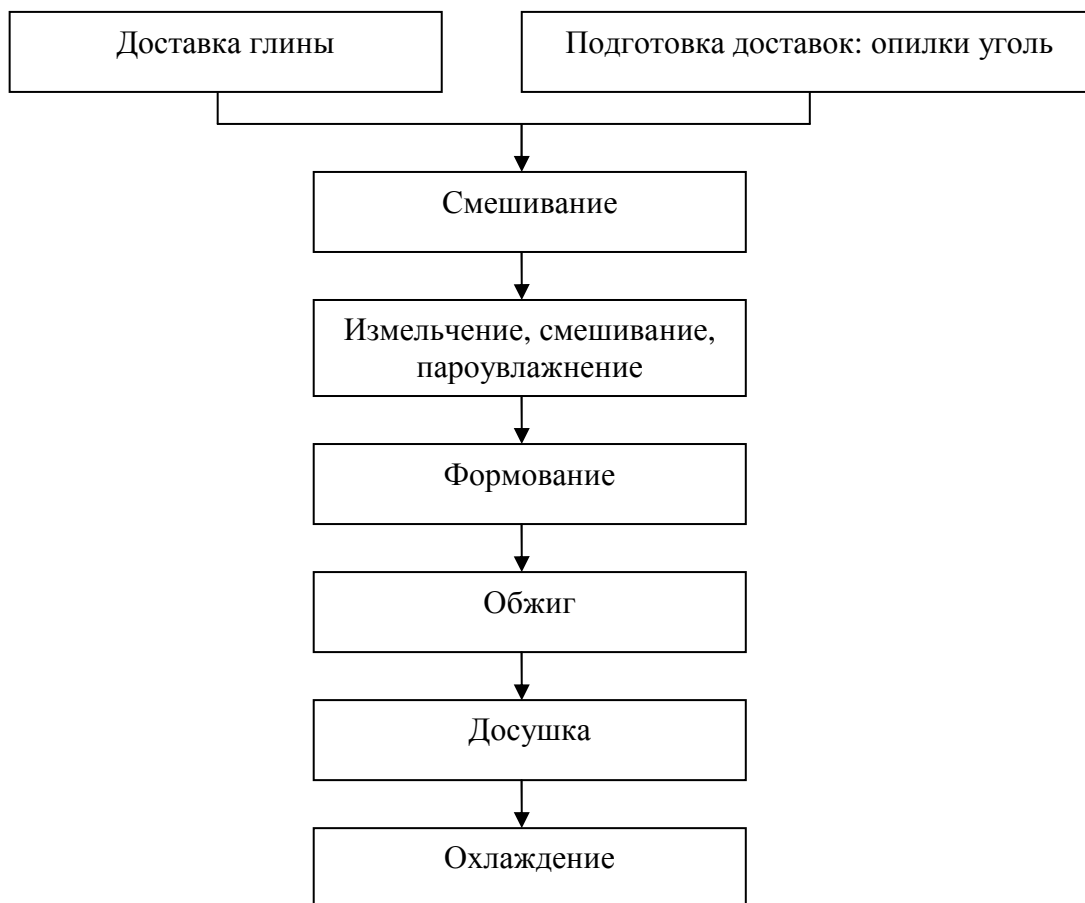 Доставка глины
Подготовка доставок: опилки уголь
Смешивание
Измельчение, смешивание,
пароувлажнение
Формование
Обжиг
Досушка
Охлаждение